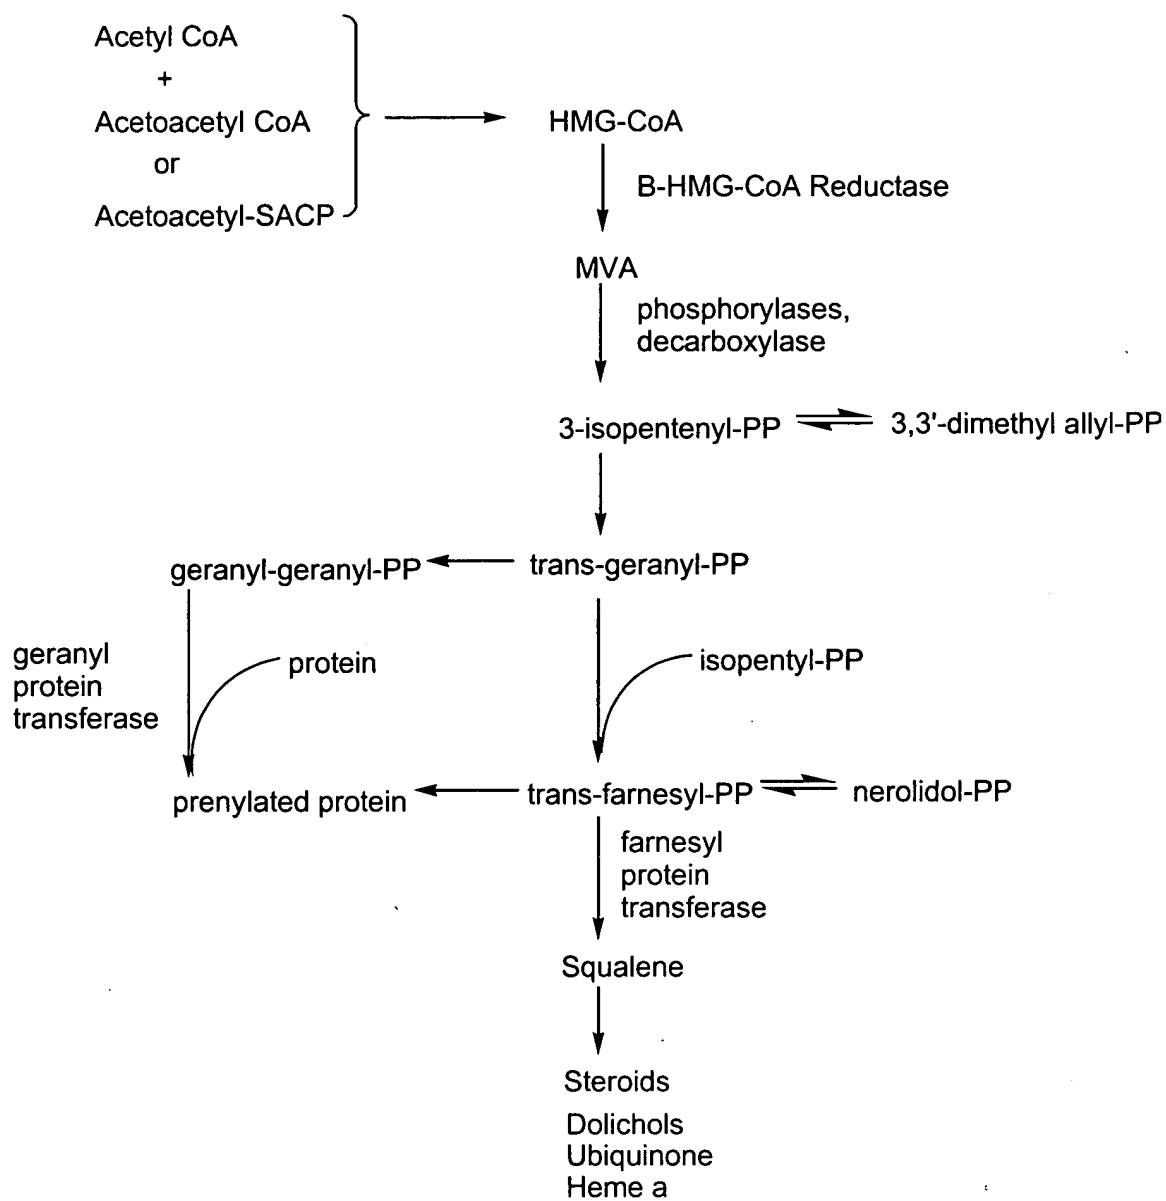 Acetyl CoA
+
Acetoacetyl CoA
or
Acetoacetyl-SACP
HMG-CoA
B-HMG-CoA Reductase
MVA
phosphorylases,
decarboxylase
3-isopentenyl-PP
3,3'-dimethyl allyl-PP
geranyl-geranyl-PP
trans-geranyl-PP
geranyl
protein
transferase
protein
isopentyl-PP
prenylated protein
trans-farnesyl-PP
nerolidol-PP
farnesyl
protein
transferase
Squalene
Steroids
Dolichols
Ubiquinone
Heme a